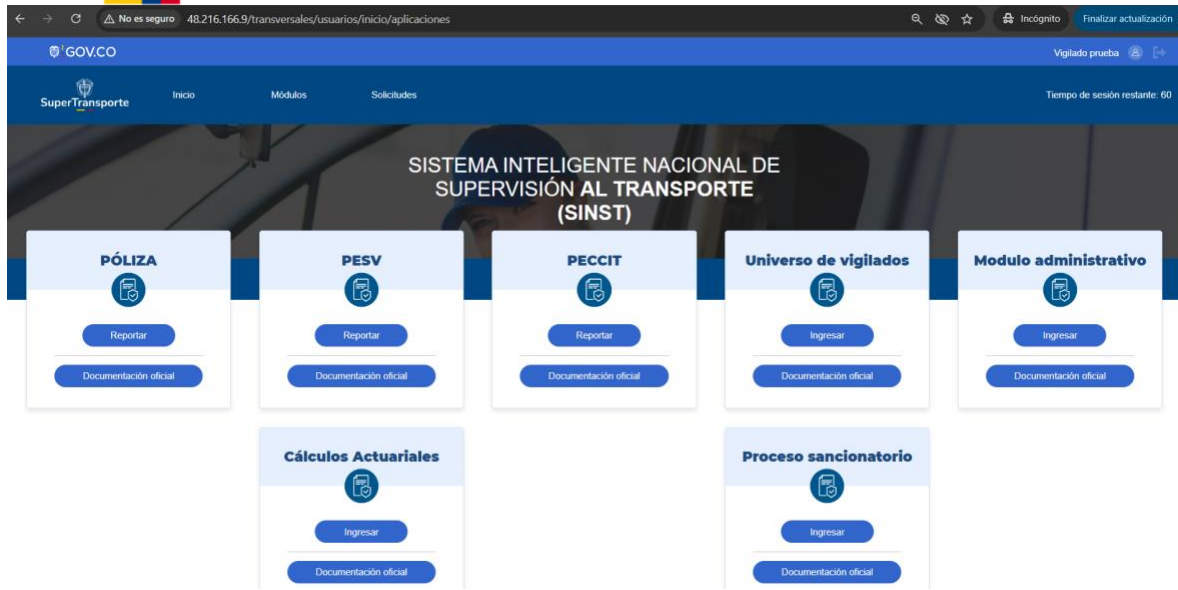 No es seguro 48.216.166.9/transversales/usuarios/inicio/aplicaciones Incógnito Finalizar actualización
GOV.CO Vigilado prueba
SuperTransporte Inicio Módulos Solicitudes Tiempo de sesión restante: 60
SISTEMA INTELIGENTE NACIONAL DE
SUPERVISIÓN AL TRANSPORTE
(SINST)
PÓLIZA PESV PECCIT Universo de vigilados Modulo administrativo
Reportar Reportar Reportar Ingresar Ingresar
Documentación oficial Documentación oficial Documentación oficial Documentación oficial Documentación oficial
Cálculos Actuariales Proceso sancionatorio
Ingresar Ingresar
Documentación oficial Documentación oficial